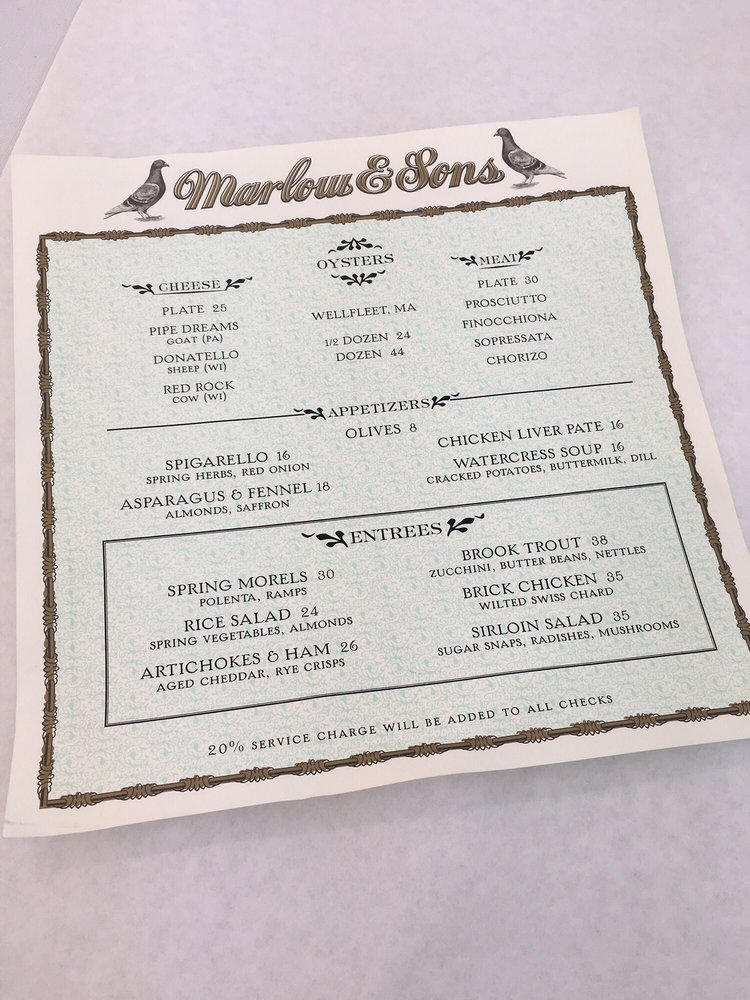 Marlow & Sons
CHEESE
PLATE 25
PIPE DREAMS
GOAT (PA)
DONATELLO
SHEEP (WI)
RED ROCK
COW (WI)
OYSTERS
WELLFLEET, MA
1/2 DOZEN 24
DOZEN 44
MEAT
PLATE 30
PROSCIUTTO
FINOCCHIONA
SOPRESSATA
CHORIZO
APPETIZERS
OLIVES 8
SPIGARELLO 16
SPRING HERBS, RED ONION
ASPARAGUS & FENNEL 18
ALMONDS, SAFFRON
CHICKEN LIVER PATE 16
WATERCRESS SOUP 16
CRACKED POTATOES, BUTTERMILK, DILL
ENTREES
SPRING MORELS 30
POLENTA, RAMPS
RICE SALAD 24
SPRING VEGETABLES, ALMONDS
ARTICHOKES & HAM 26
AGED CHEDDAR, RYE CRISPS
BROOK TROUT 38
ZUCCHINI, BUTTER BEANS, NETTLES
BRICK CHICKEN 35
WILTED SWISS CHARD
SIRLOIN SALAD 35
SUGAR SNAPS, RADISHES, MUSHROOMS
20% SERVICE CHARGE WILL BE ADDED TO ALL CHECKS